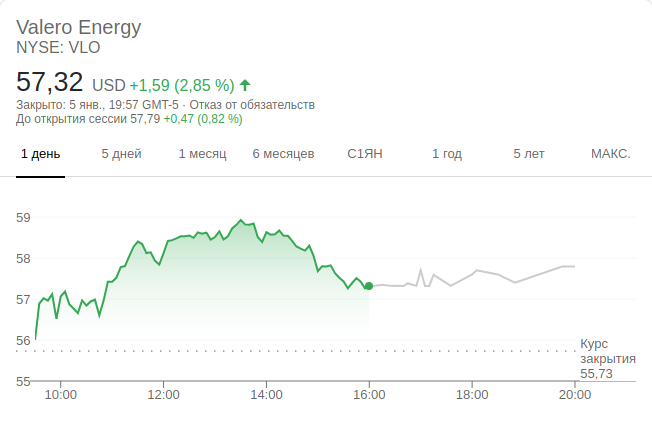 Valero Energy
NYSE: VLO
57,32 USD +1,59 (2,85 %)
Закрыто: 5 янв., 19:57 GMT-5 · Отказ от обязательств
До открытия сессии 57,79 +0,47 (0,82 %)
1 день 5 дней 1 месяц 6 месяцев С1ЯН 1 год 5 лет МАКС.
59
58
57
56
Курс
закрытия
55,73
55
10:00 12:00 14:00 16:00 18:00 20:00